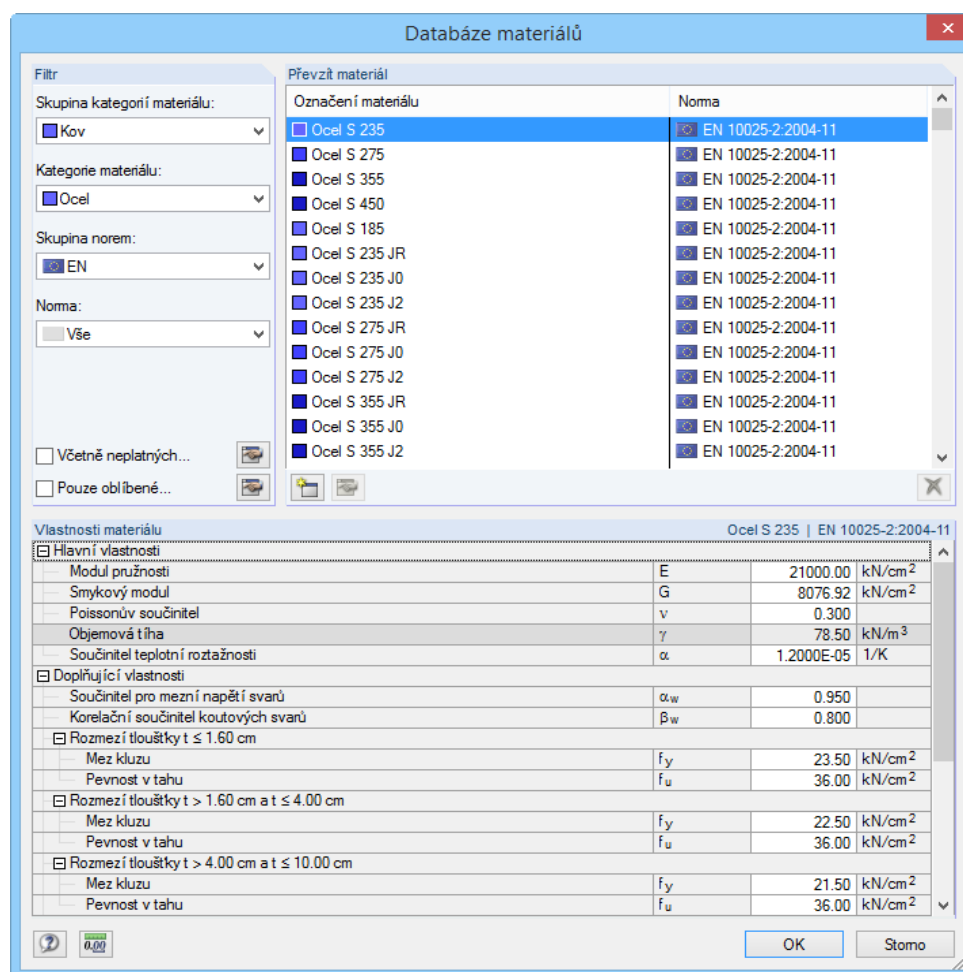 Databáze materiálů
Filtr
Skupina kategorií materiálu:
Kov
Kategorie materiálu:
Ocel
Skupina norem:
EN
Norma:
Vše
Včetně neplatných...
Pouze oblíbené...
Převzít materiál
Označení materiálu Norma
Ocel S 235 EN 10025-2:2004-11
Ocel S 275 EN 10025-2:2004-11
Ocel S 355 EN 10025-2:2004-11
Ocel S 450 EN 10025-2:2004-11
Ocel S 185 EN 10025-2:2004-11
Ocel S 235 JR EN 10025-2:2004-11
Ocel S 235 J0 EN 10025-2:2004-11
Ocel S 235 J2 EN 10025-2:2004-11
Ocel S 275 JR EN 10025-2:2004-11
Ocel S 275 J0 EN 10025-2:2004-11
Ocel S 275 J2 EN 10025-2:2004-11
Ocel S 355 JR EN 10025-2:2004-11
Ocel S 355 J0 EN 10025-2:2004-11
Ocel S 355 J2 EN 10025-2:2004-11
Vlastnosti materiálu Ocel S 235 | EN 10025-2:2004-11
Hlavní vlastnosti
Modul pružnosti E 21000.00 kN/cm²
Smykový modul G 8076.92 kN/cm²
Poissonův součinitel ν 0.300
Objemová tíha γ 78.50 kN/m³
Součinitel teplotní roztažnosti α 1.2000E-05 1/K
Doplňující vlastnosti
Součinitel pro mezní napětí svarů αw 0.950
Korelační součinitel koutových svarů βw 0.800
Rozmezí tloušťky t ≤ 1.60 cm
Mez kluzu fy 23.50 kN/cm²
Pevnost v tahu fu 36.00 kN/cm²
Rozmezí tloušťky t > 1.60 cm a t ≤ 4.00 cm
Mez kluzu fy 22.50 kN/cm²
Pevnost v tahu fu 36.00 kN/cm²
Rozmezí tloušťky t > 4.00 cm a t ≤ 10.00 cm
Mez kluzu fy 21.50 kN/cm²
Pevnost v tahu fu 36.00 kN/cm²
0.00 OK Storno